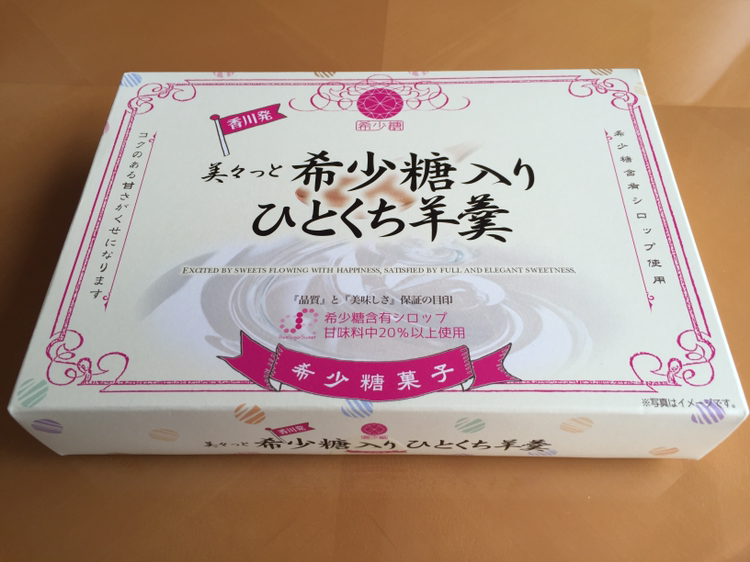 希少糖
香川発
美々っと 希少糖入り
ひとくち羊羹
コクのある甘さがくせになります
希少糖含有シロップ使用
EXCITED BY SWEETS FLOWING WITH HAPPINESS, SATISFIED BY FULL AND ELEGANT SWEETNESS.
『品質』と『美味しさ』保証の目印
希少糖含有シロップ
甘味料中20%以上使用
希少糖菓子
※写真はイメージです。
香川発
美々っと 希少糖入りひとくち羊羹